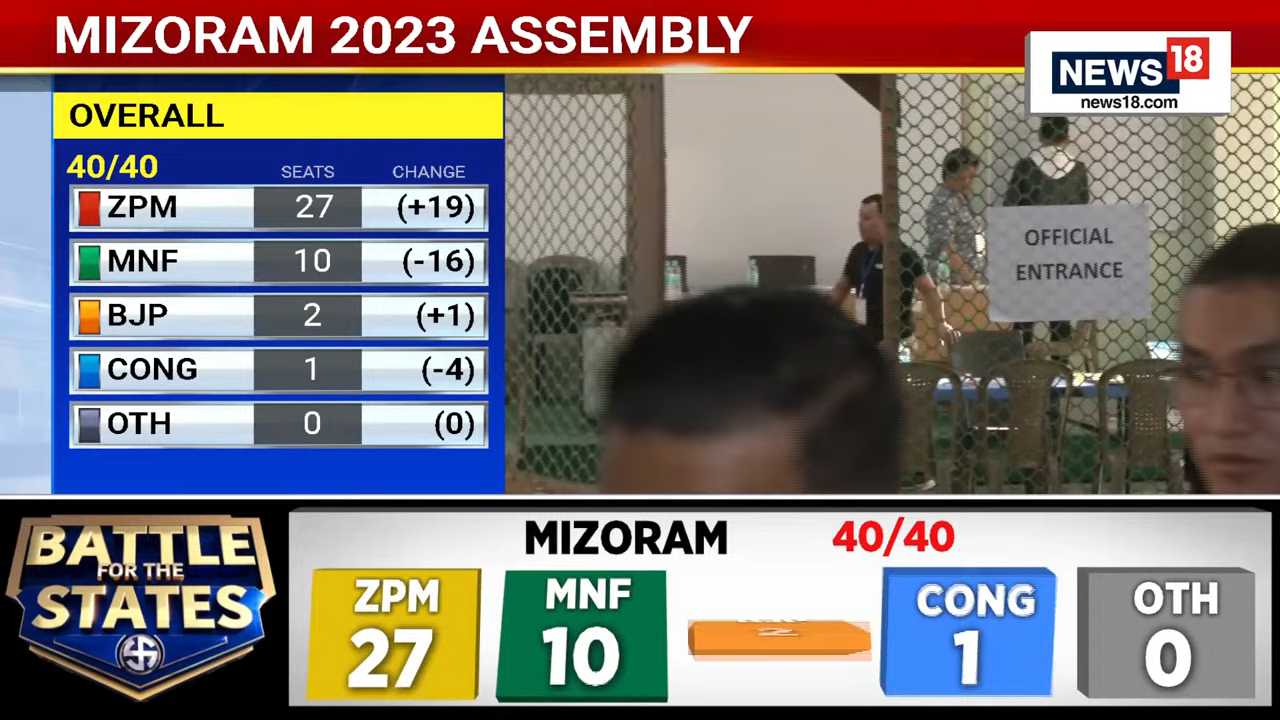 MIZORAM 2023 ASSEMBLY
NEWS 18
news18.com
OVERALL
40/40 SEATS CHANGE
ZPM 27 (+19)
MNF 10 (-16)
BJP 2 (+1)
CONG 1 (-4)
OTH 0 (0)
OFFICIAL
ENTRANCE
BATTLE
FOR THE
STATES
MIZORAM 40/40
ZPM MNF CONG OTH
27 10 1 0